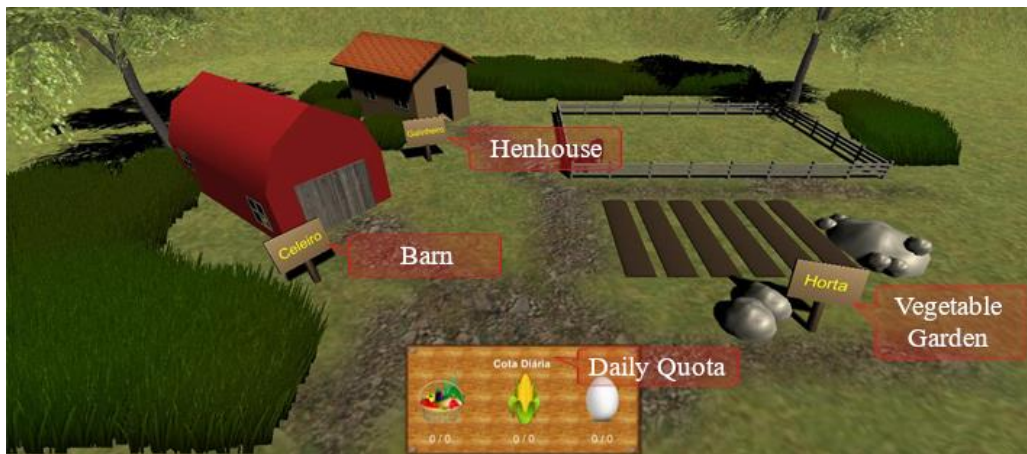 Galinheiro
Henhouse
Celeiro
Barn
Horta
Vegetable
Garden
Cota Diária
Daily Quota
0 / 0
0 / 0
0 / 0